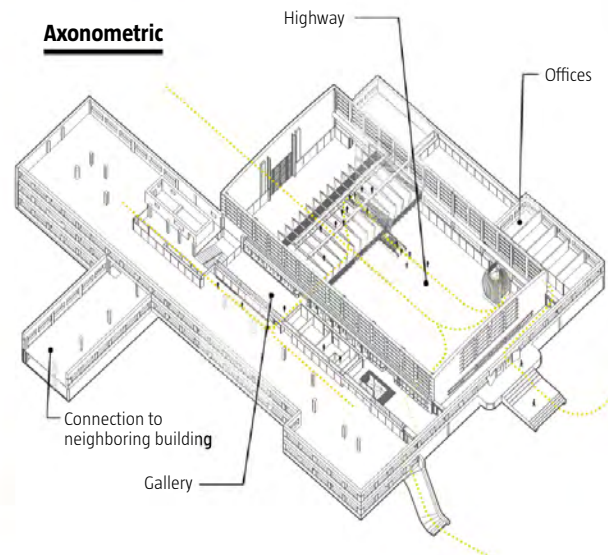 Axonometric
Highway
Offices
Connection to
neighboring building
Gallery